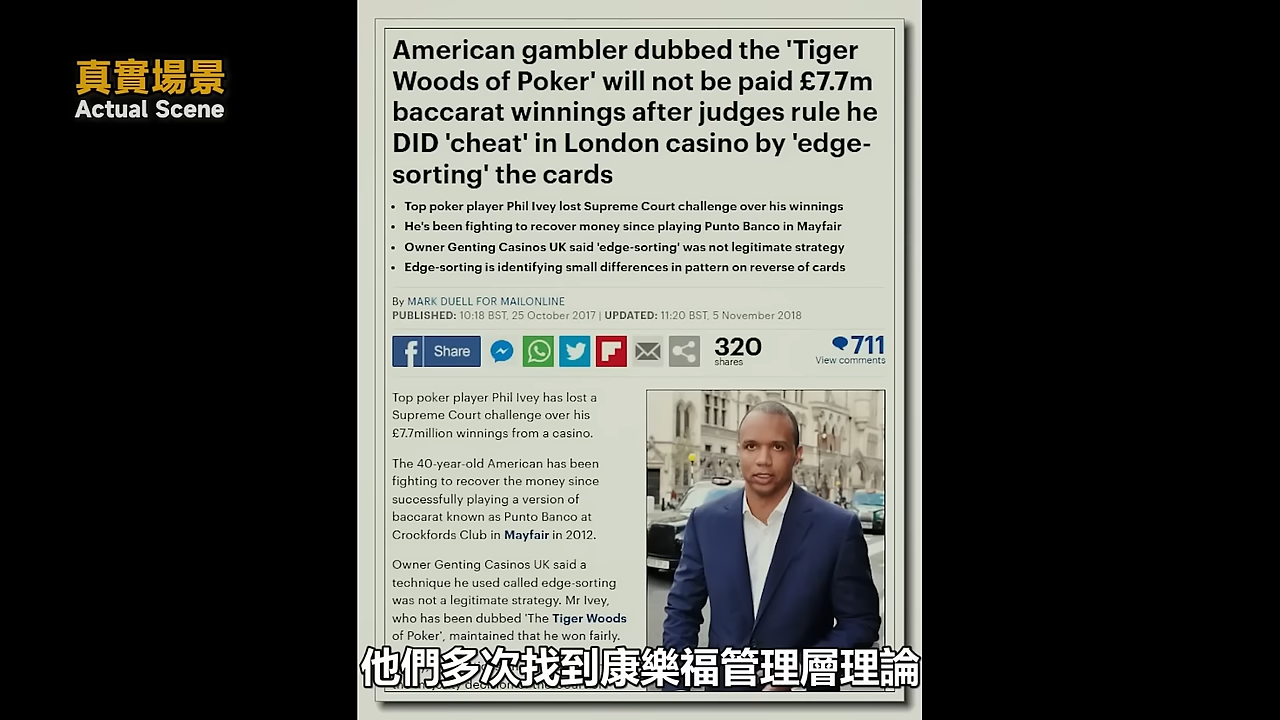 真實場景
Actual Scene
American gambler dubbed the 'Tiger
Woods of Poker' will not be paid £7.7m
baccarat winnings after judges rule he
DID 'cheat' in London casino by 'edge-
sorting' the cards
• Top poker player Phil Ivey lost Supreme Court challenge over his winnings
• He's been fighting to recover money since playing Punto Banco in Mayfair
• Owner Genting Casinos UK said 'edge-sorting' was not legitimate strategy
• Edge-sorting is identifying small differences in pattern on reverse of cards
By MARK DUELL FOR MAILONLINE
PUBLISHED: 10:18 BST, 25 October 2017 | UPDATED: 11:20 BST, 5 November 2018
f Share
320
shares
711
View comments
Top poker player Phil Ivey has lost a
Supreme Court challenge over his
£7.7million winnings from a casino.
The 40-year-old American has been
fighting to recover the money since
successfully playing a version of
baccarat known as Punto Banco at
Crockfords Club in Mayfair in 2012.
Owner Genting Casinos UK said a
technique he used called edge-sorting
was not a legitimate strategy. Mr Ivey,
who has been dubbed 'The Tiger Woods
of Poker', maintained that he won fairly.
他們多次找到康樂福管理層理論